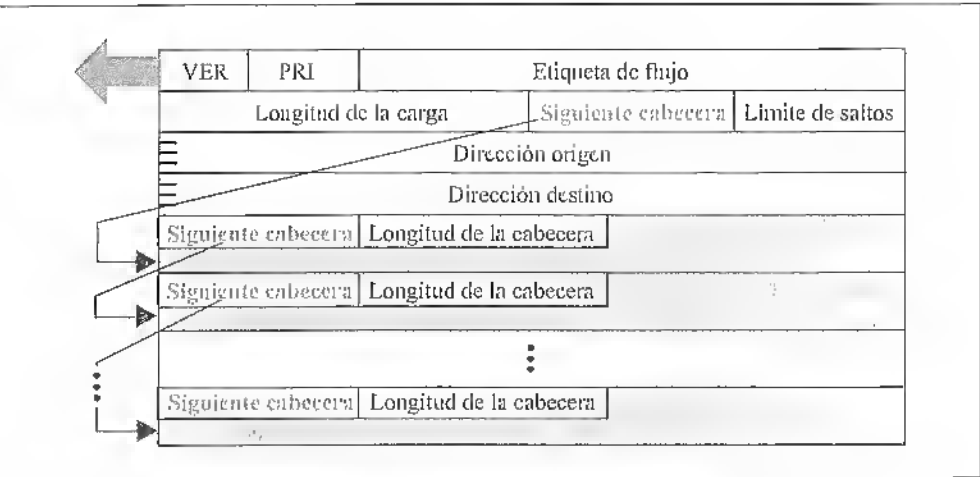 VER PRI Etiqueta de flujo
Longitud de la carga Siguiente cabecera Limite de saltos
Dirección origen
Dirección destino
Siguiente cabecera Longitud de la cabecera
Siguiente cabecera Longitud de la cabecera
Siguiente cabecera Longitud de la cabecera